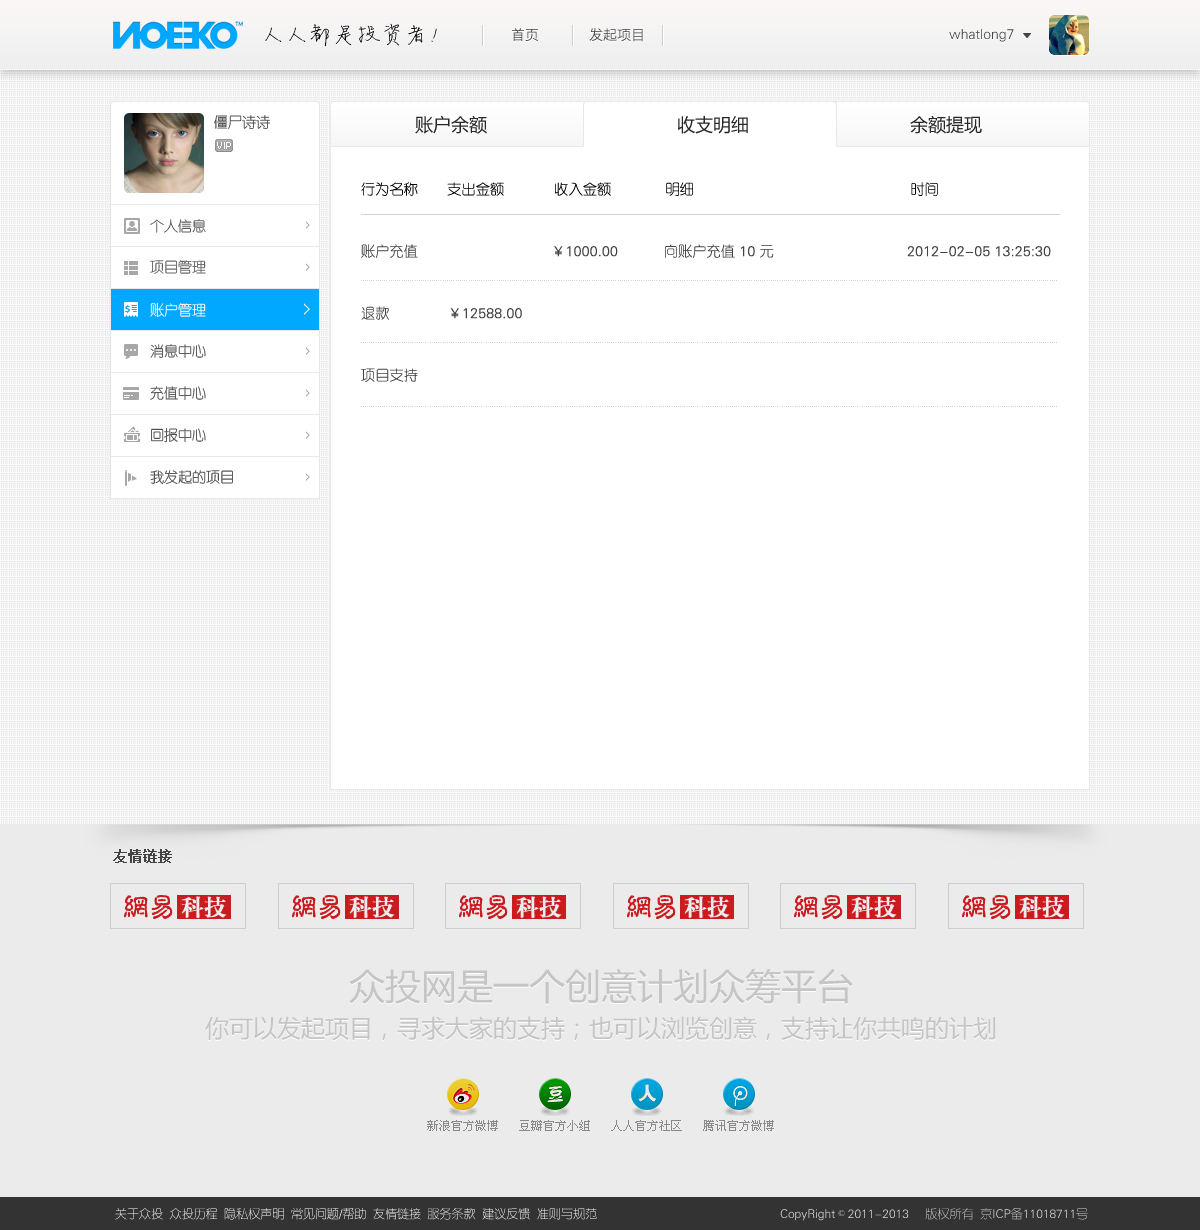 ИOEKO™ 人人都是投资者! 首页 发起项目 whatlong7
僵尸诗诗
VIP
个人信息
项目管理
账户管理
消息中心
充值中心
回报中心
我发起的项目
账户余额 收支明细 余额提现
行为名称 支出金额 收入金额 明细 时间
账户充值 ¥1000.00 向账户充值 10 元 2012-02-05 13:25:30
退款 ¥12588.00
项目支持
友情链接
網易科技 網易科技 網易科技 網易科技 網易科技 網易科技
众投网是一个创意计划众筹平台
你可以发起项目，寻求大家的支持；也可以浏览创意，支持让你共鸣的计划
豆 人
新浪官方微博 豆瓣官方小组 人人官方社区 腾讯官方微博
关于众投 众投历程 隐私权声明 常见问题/帮助 友情链接 服务条款 建议反馈 准则与规范 CopyRight © 2011-2013 版权所有 京ICP备11018711号